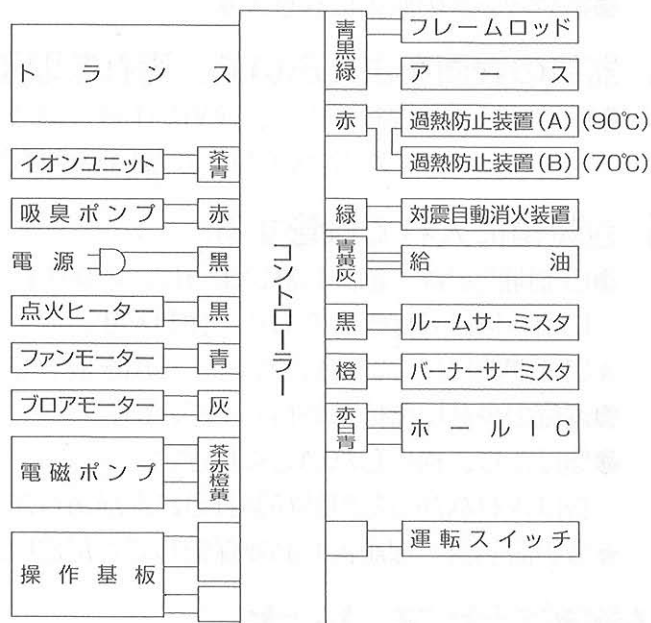 トランス
イオンユニット
茶青
吸臭ポンプ
赤
電源
黒
点火ヒーター
黒
ファンモーター
青
ブロアモーター
灰
電磁ポンプ
茶赤橙黄
操作基板
コントローラー
青黒緑
フレームロッド
アス
赤
過熱防止装置(A)(90℃)
過熱防止装置(B)(70℃)
緑
対震自動消火装置
青黄灰
給油
黒
ルームサーミスタ
橙
バーナーサーミスタ
赤白青
ホールIC
運転スイッチ